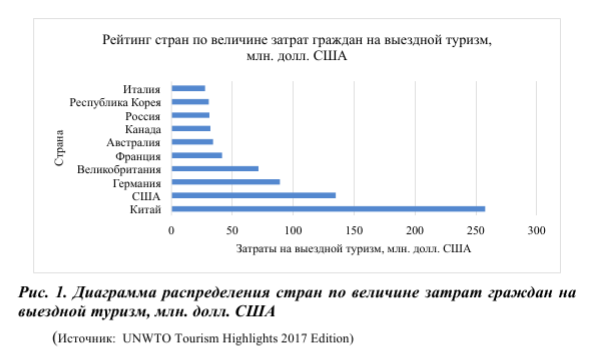 Рейтинг стран по величине затрат граждан на выездной туризм,
млн. долл. США
Страна
Италия
Республика Корея
Россия
Канада
Австралия
Франция
Великобритания
Германия
США
Китай
0 50 100 150 200 250 300
Затраты на выездной туризм, млн. долл. США
Рис. 1. Диаграмма распределения стран по величине затрат граждан на
выездной туризм, млн. долл. США
(Источник: UNWTO Tourism Highlights 2017 Edition)